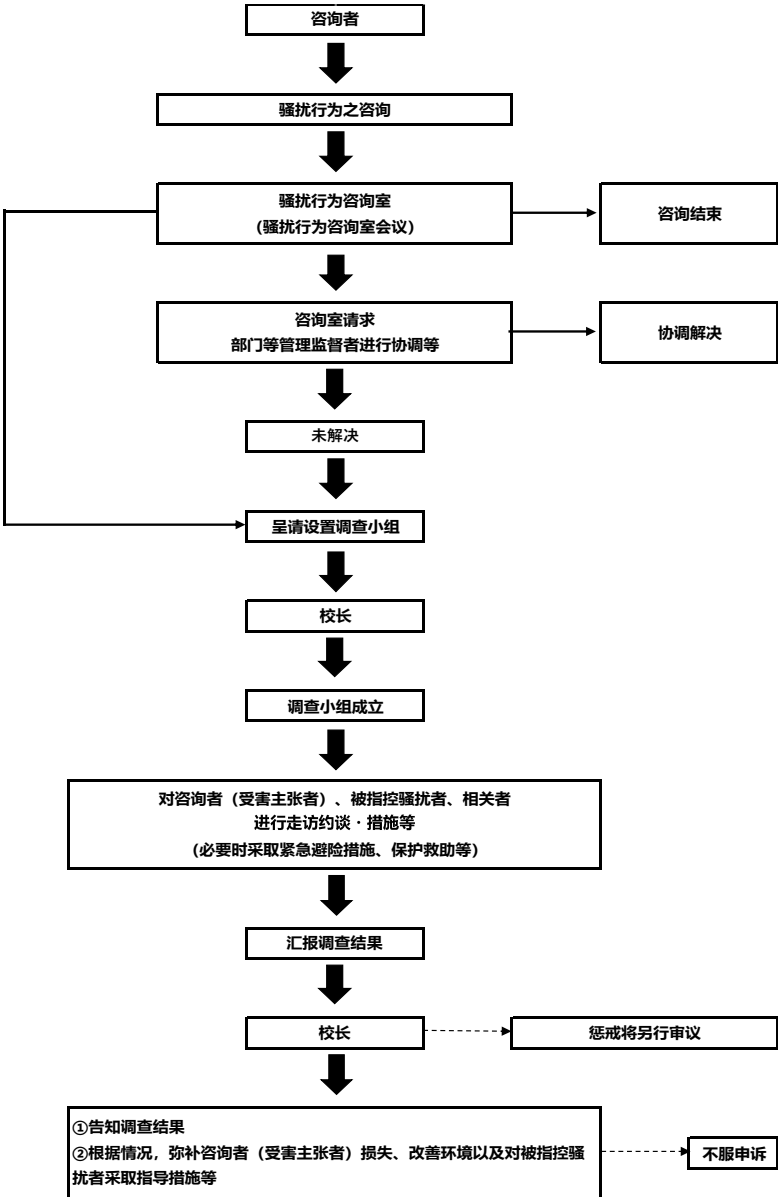 咨询者
骚扰行为之咨询
骚扰行为咨询室
（骚扰行为咨询室会议）
咨询结束
咨询室请求
部门等管理监督者进行协调等
协调解决
未解决
呈请设置调查小组
校长
调查小组成立
对咨询者（受害主张者）、被指控骚扰者、相关者
进行走访约谈·措施等
（必要时采取紧急避险措施、保护救助等）
汇报调查结果
校长
惩戒将另行审议
①告知调查结果
②根据情况，弥补咨询者（受害主张者）损失、改善环境以及对被指控骚
扰者采取指导措施等
不服申诉